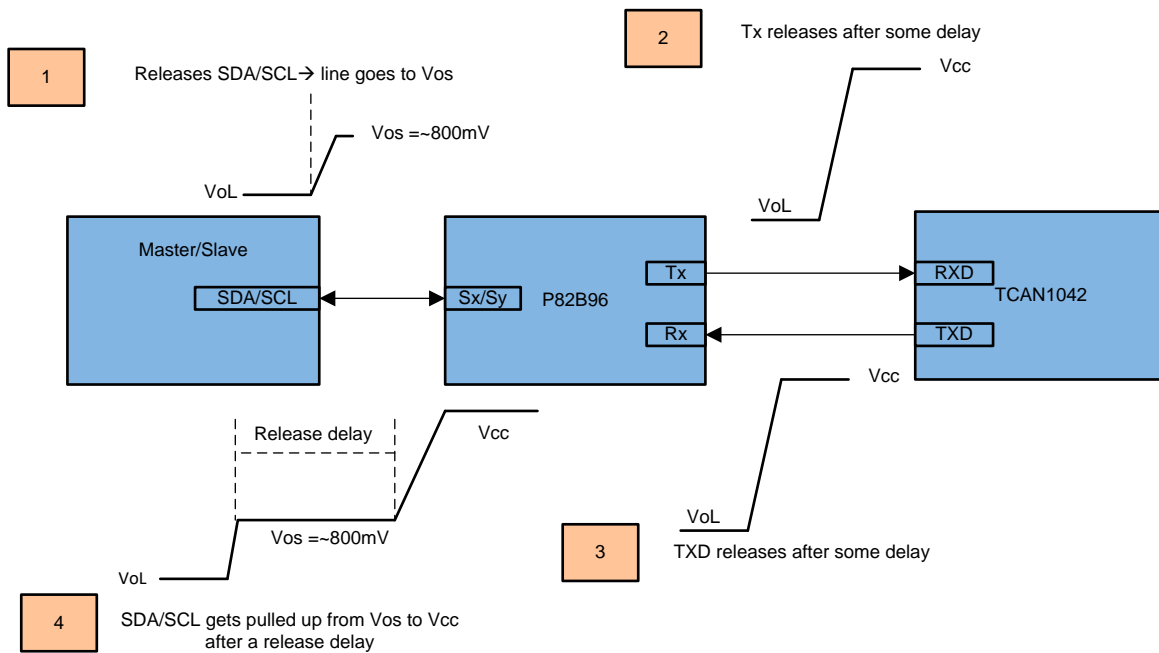 1
Releases SDA/SCL→ line goes to Vos
Vos =~800mV
VoL
2
Tx releases after some delay
Vcc
VoL
Master/Slave
SDA/SCL
Sx/Sy
P82B96
Tx
Rx
RXD
TXD
TCAN1042
Release delay
Vcc
Vos =~800mV
VoL
4
SDA/SCL gets pulled up from Vos to Vcc
after a release delay
Vcc
VoL
3
TXD releases after some delay